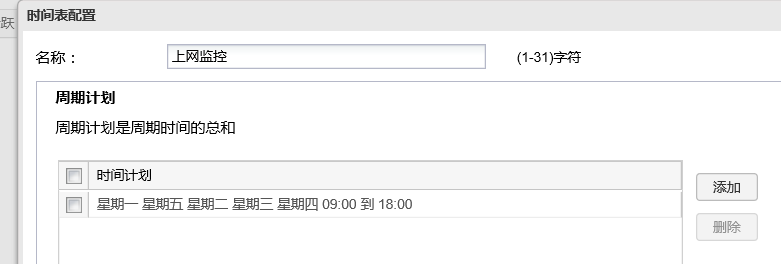 时间表配置
跃
名称： 上网监控 (1-31)字符
周期计划
周期计划是周期时间的总和
时间计划
添加
星期一 星期五 星期二 星期三 星期四 09:00 到 18:00
删除